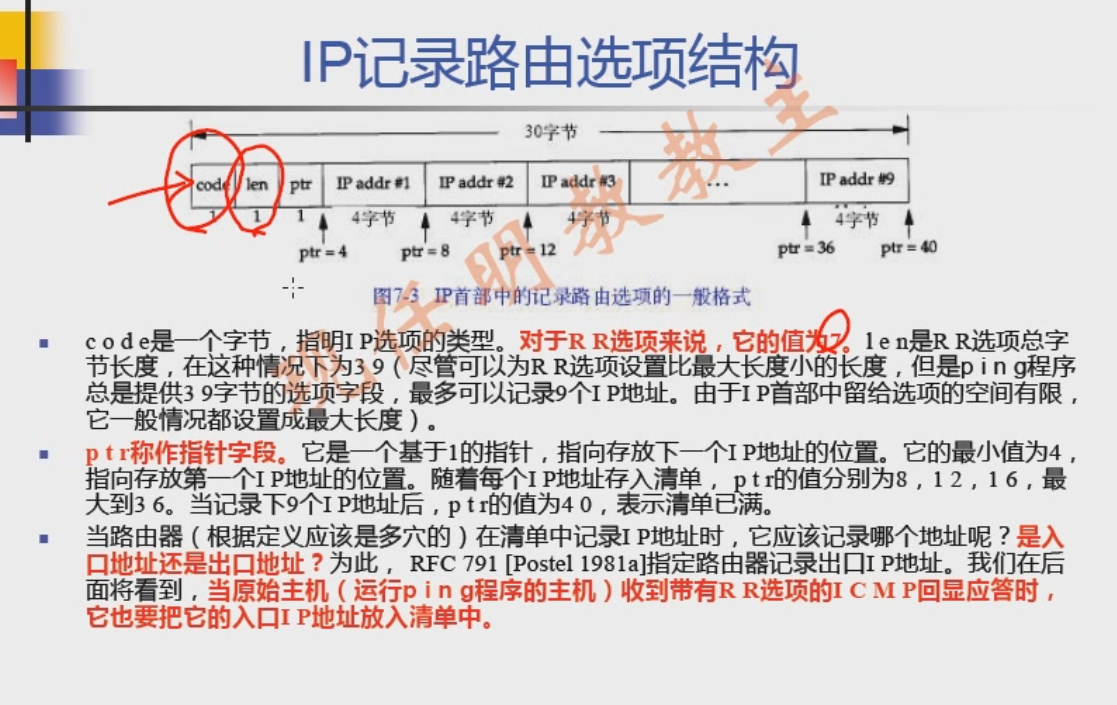 IP记录路由选项结构
30字节
code len ptr IP addr #1 IP addr #2 IP addr #3 ... IP addr #9
1 1 1 4字节 4字节 4字节 4字节
ptr = 4 ptr = 8 ptr = 12 ptr = 36 ptr = 40
图7-3 IP首部中的记录路由选项的一般格式
code是一个字节，指明IP选项的类型。对于RR选项来说，它的值为7。len是RR选项总字
节长度，在这种情况下为39（尽管可以为RR选项设置比最大长度小的长度，但是ping程序
总是提供39字节的选项字段，最多可以记录9个IP地址。由于IP首部中留给选项的空间有限，
它一般情况都设置成最大长度）。
ptr称作指针字段。它是一个基于1的指针，指向存放下一个IP地址的位置。它的最小值为4，
指向存放第一个IP地址的位置。随着每个IP地址存入清单，ptr的值分别为8，12，16，最
大到36。当记录下9个IP地址后，ptr的值为40，表示清单已满。
当路由器（根据定义应该是多穴的）在清单中记录IP地址时，它应该记录哪个地址呢？是入
口地址还是出口地址？为此， RFC 791 [Postel 1981a]指定路由器记录出口IP地址。我们在后
面将看到，当原始主机（运行ping程序的主机）收到带有RR选项的ICMP回显应答时，
它也要把它的入口IP地址放入清单中。
现任明教教主